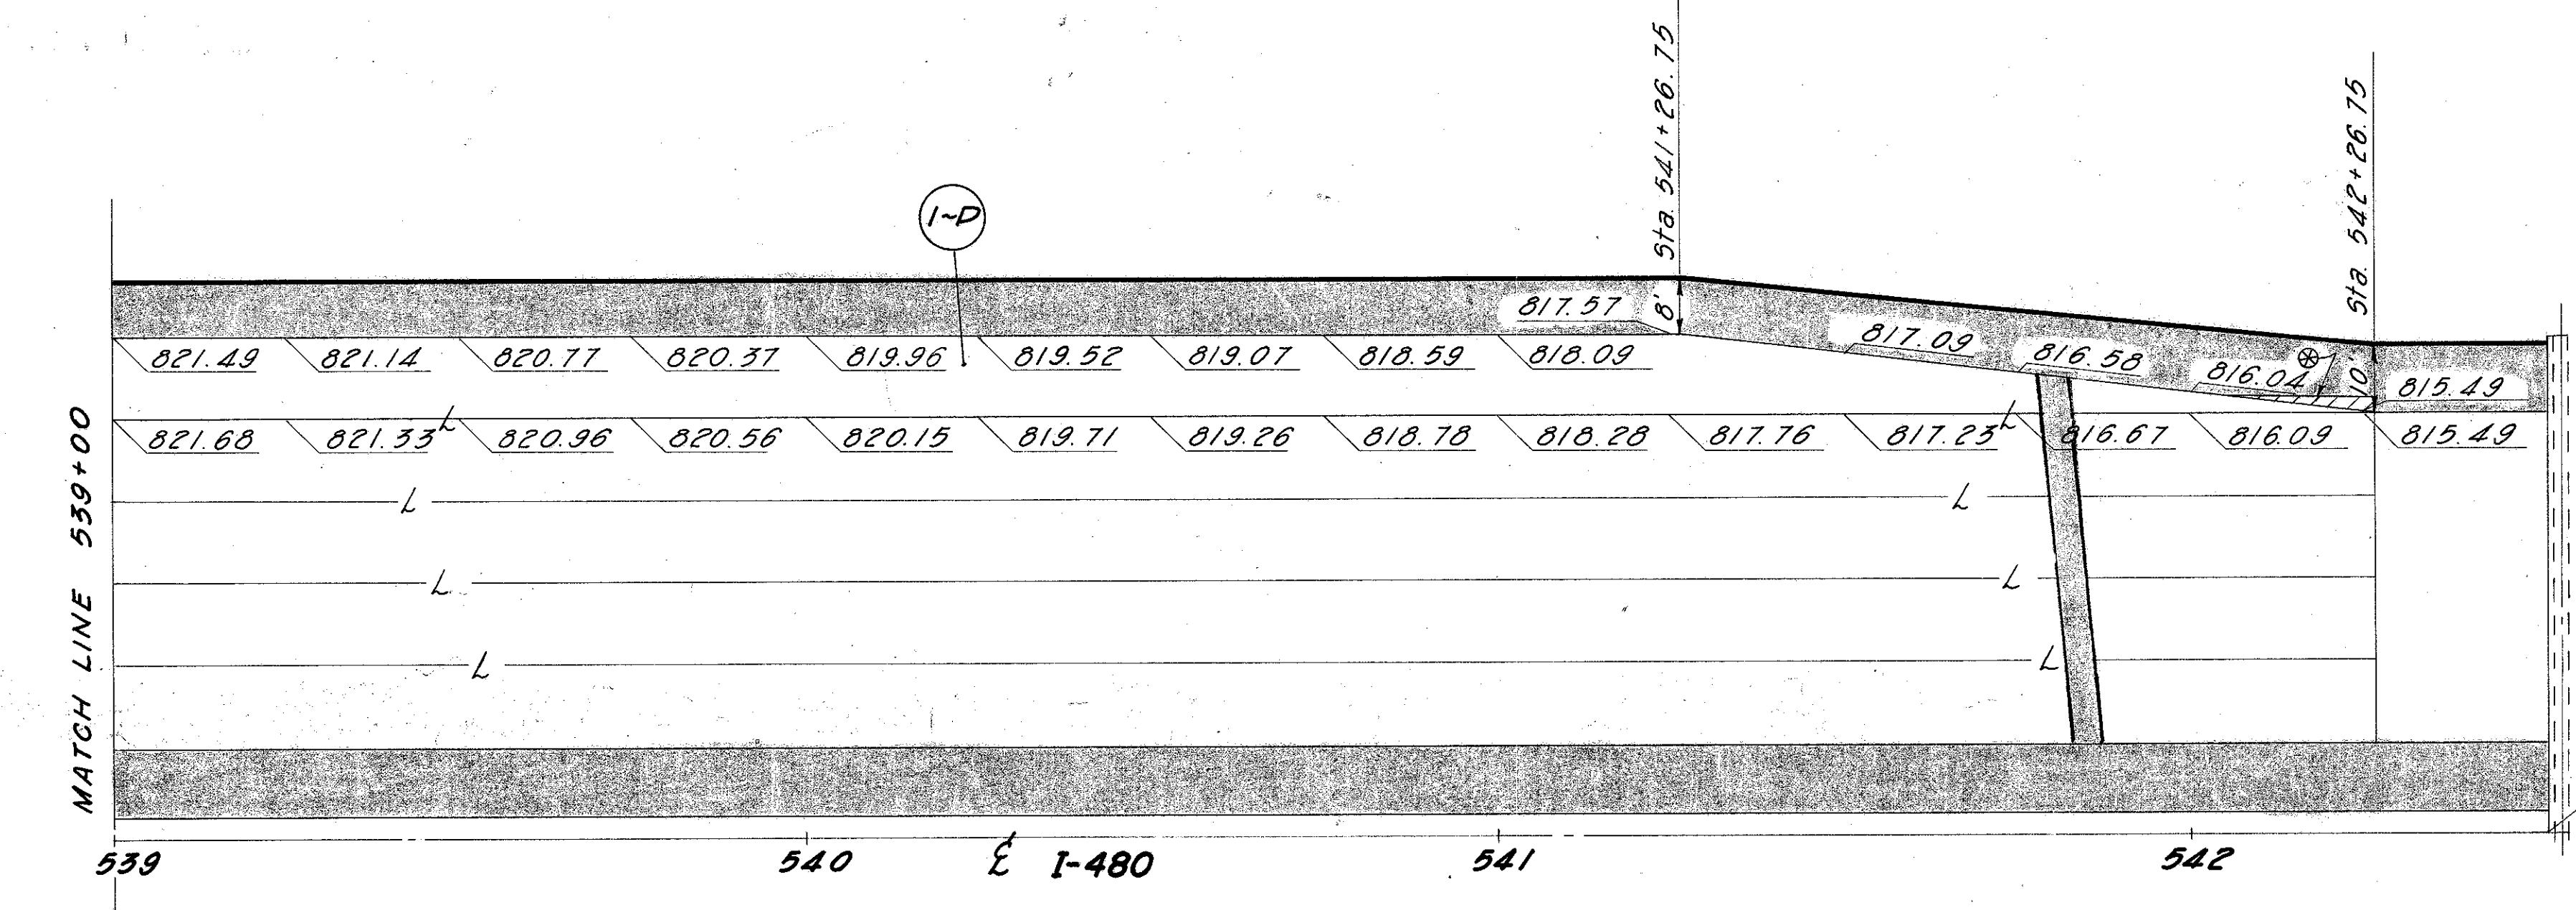 Sta. 541+26.75
Sta. 542+26.75
1~D
817.57
8'
817.09
816.58
816.04
10'
815.49
821.49 821.14 820.77 820.37 819.96 819.52 819.07 818.59 818.09
821.68 821.33 820.96 820.56 820.15 819.71 819.26 818.78 818.28 817.76 817.23 816.67 816.09 815.49
L L
L L
L L
L L
MATCH LINE 539+00
539 540 ℄ I-480 541 542